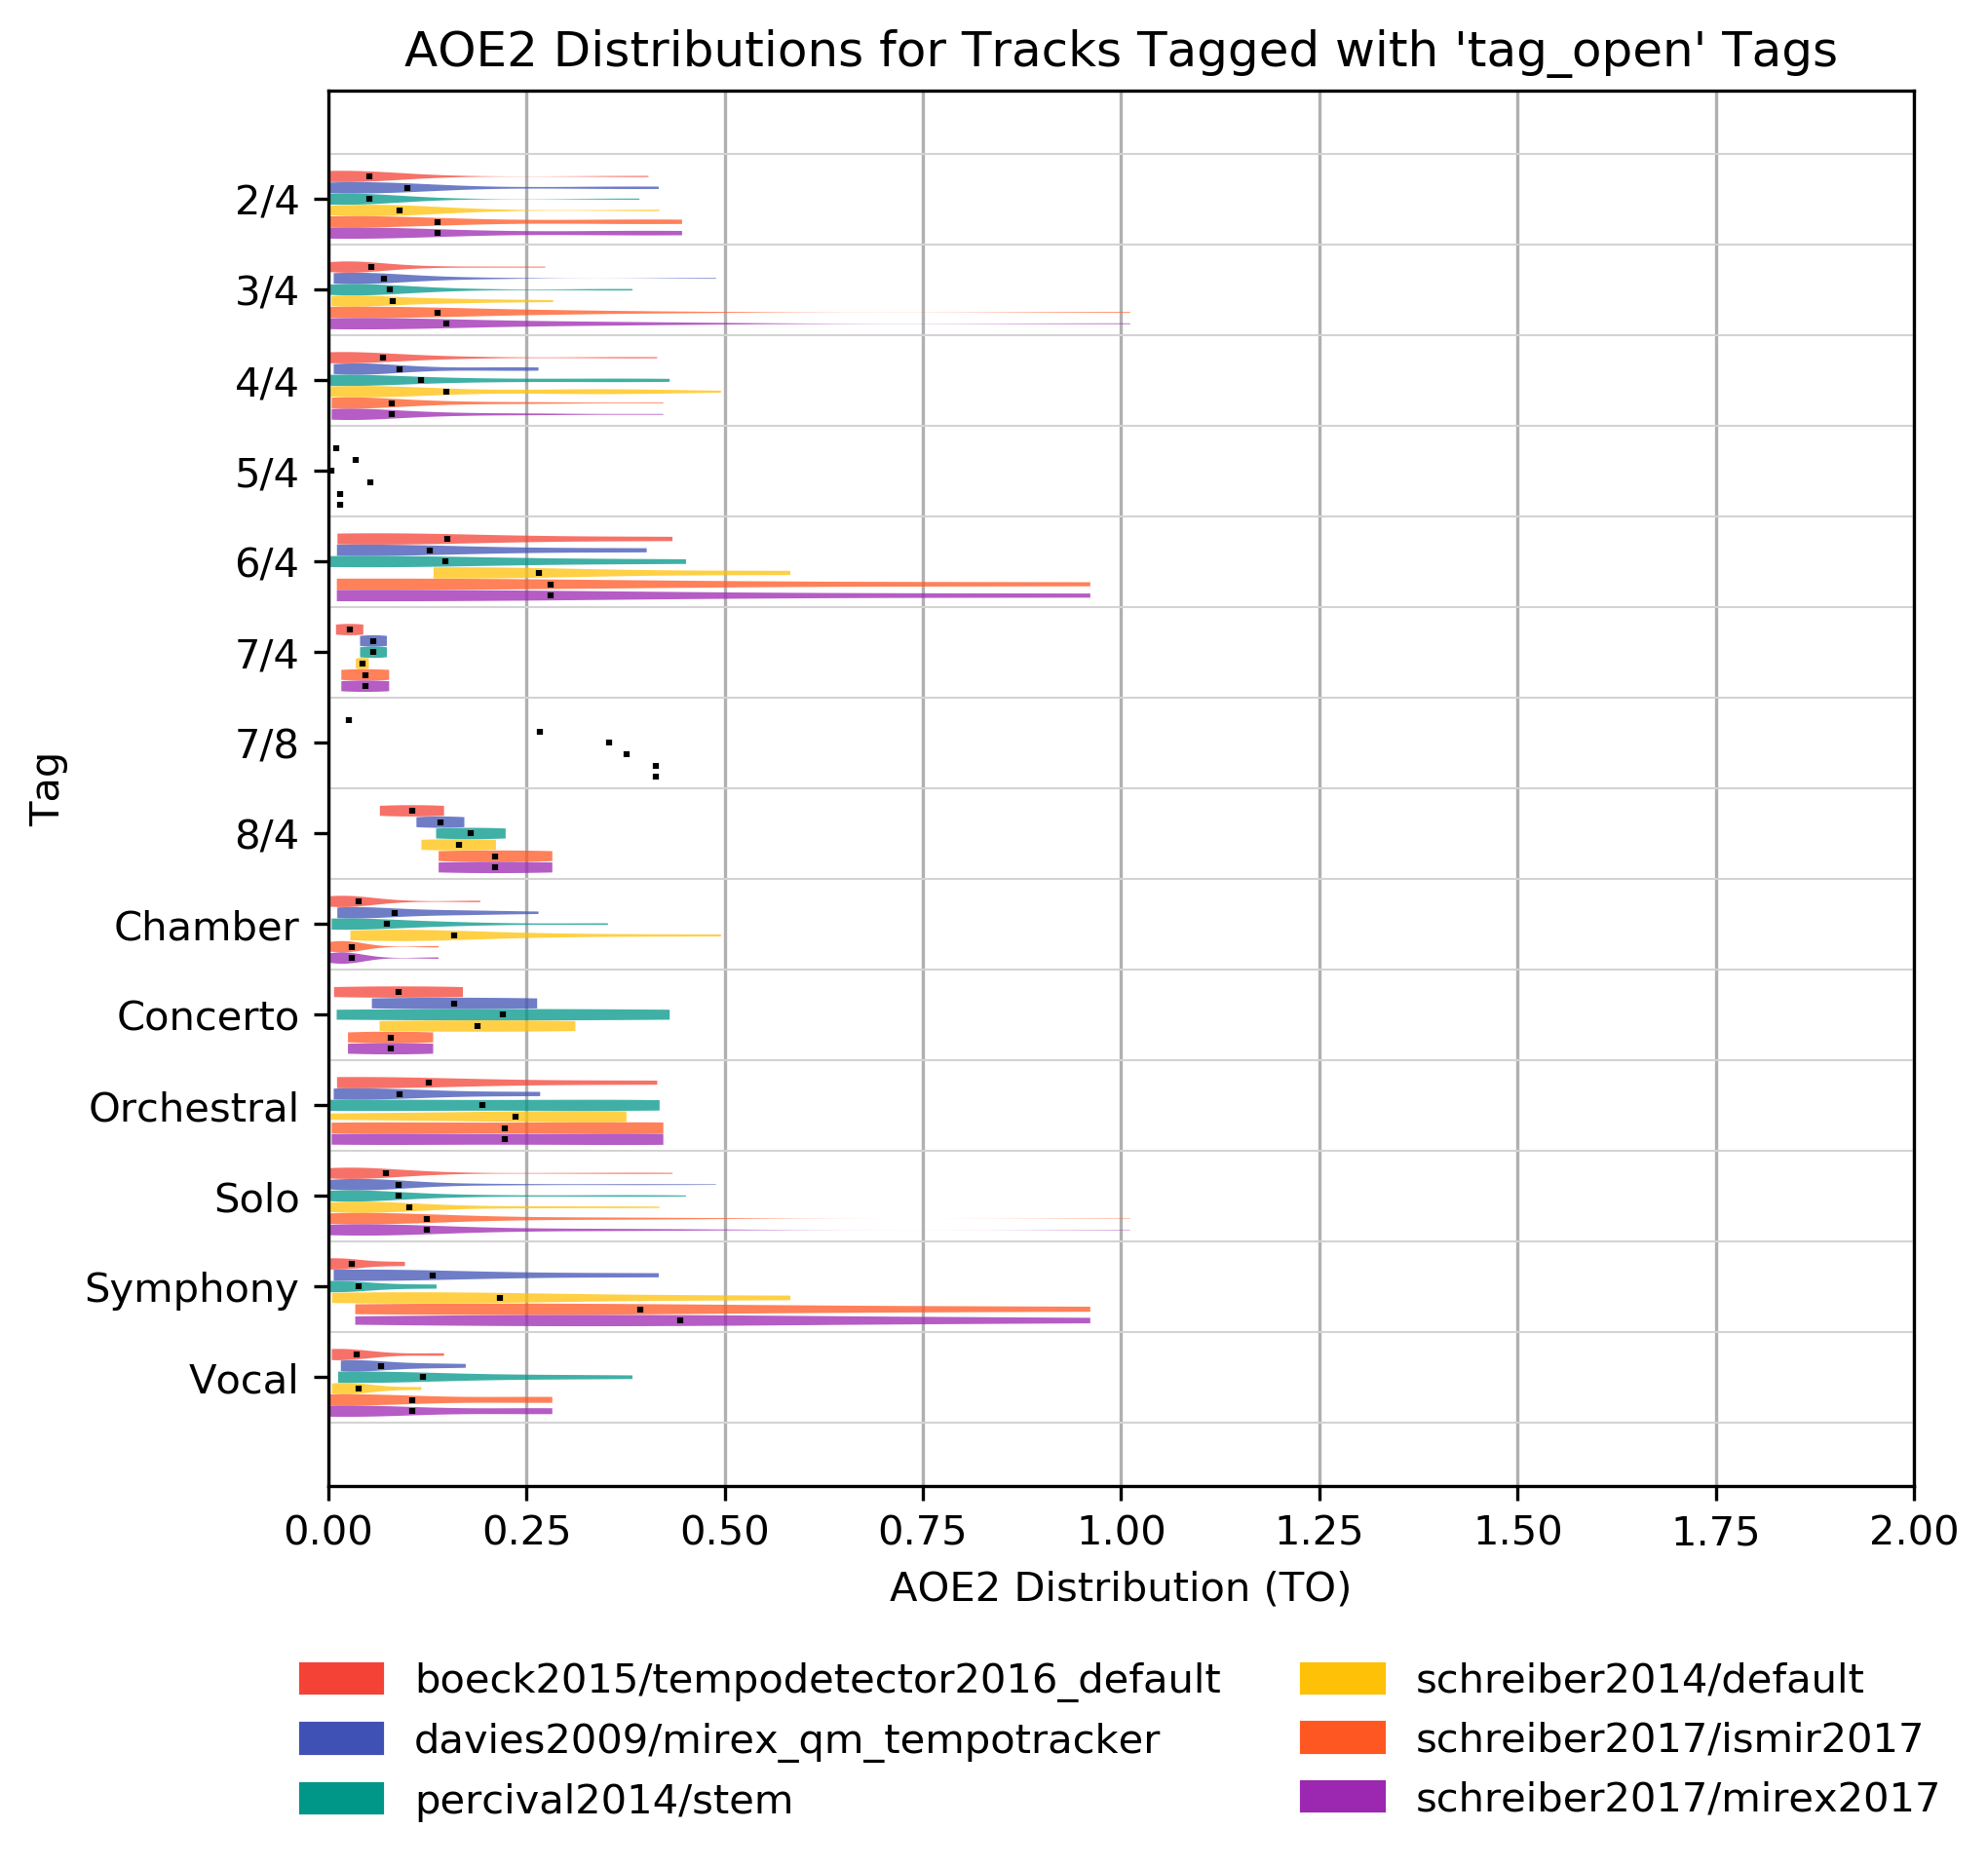 AOE2 Distributions for Tracks Tagged with 'tag_open' Tags
Tag
2/4
3/4
4/4
5/4
6/4
7/4
7/8
8/4
Chamber
Concerto
Orchestral
Solo
Symphony
Vocal
0.00 0.25 0.50 0.75 1.00 1.25 1.50 1.75 2.00
AOE2 Distribution (TO)
boeck2015/tempodetector2016_default
davies2009/mirex_qm_tempotracker
percival2014/stem
schreiber2014/default
schreiber2017/ismir2017
schreiber2017/mirex2017